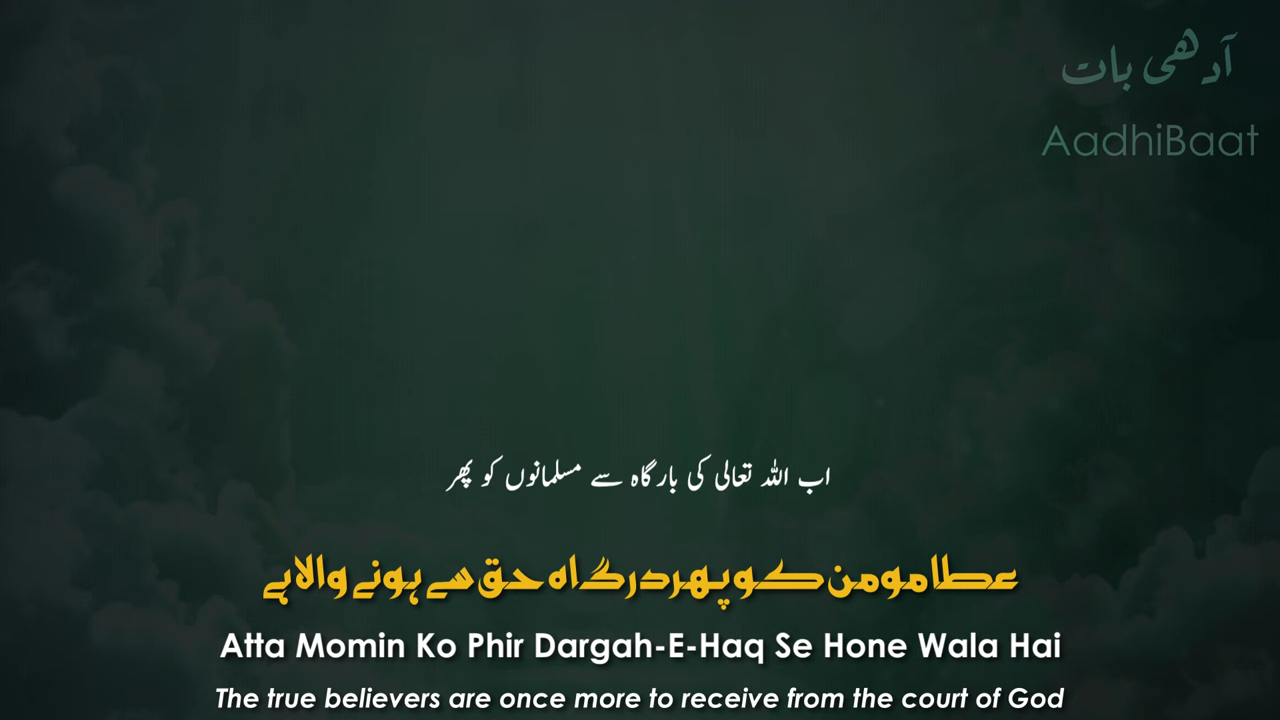 آدھی بات
AadhiBaat
اب اللہ تعالی کی بارگاہ سے مسلمانوں کو پھر
عطا مومن کو پھر درگاہ حق سے ہونے والا ہے
Atta Momin Ko Phir Dargah-E-Haq Se Hone Wala Hai
The true believers are once more to receive from the court of God